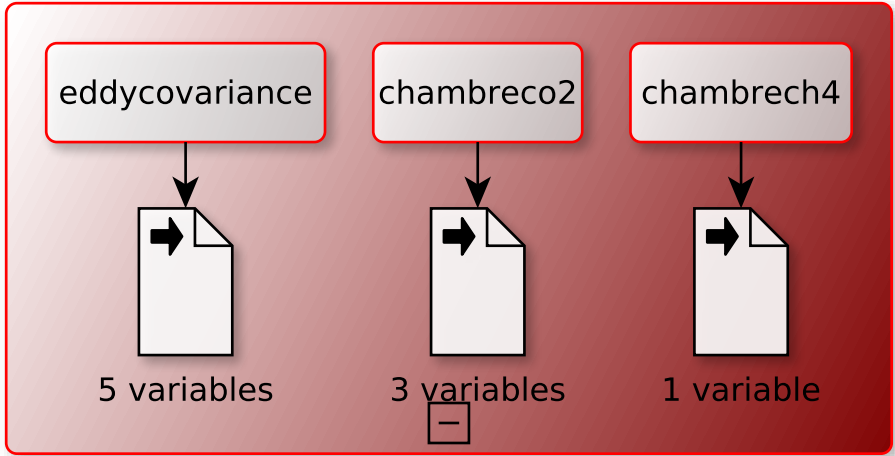 eddycovariance
chambreco2
chambrech4
5 variables
3 variables
1 variable